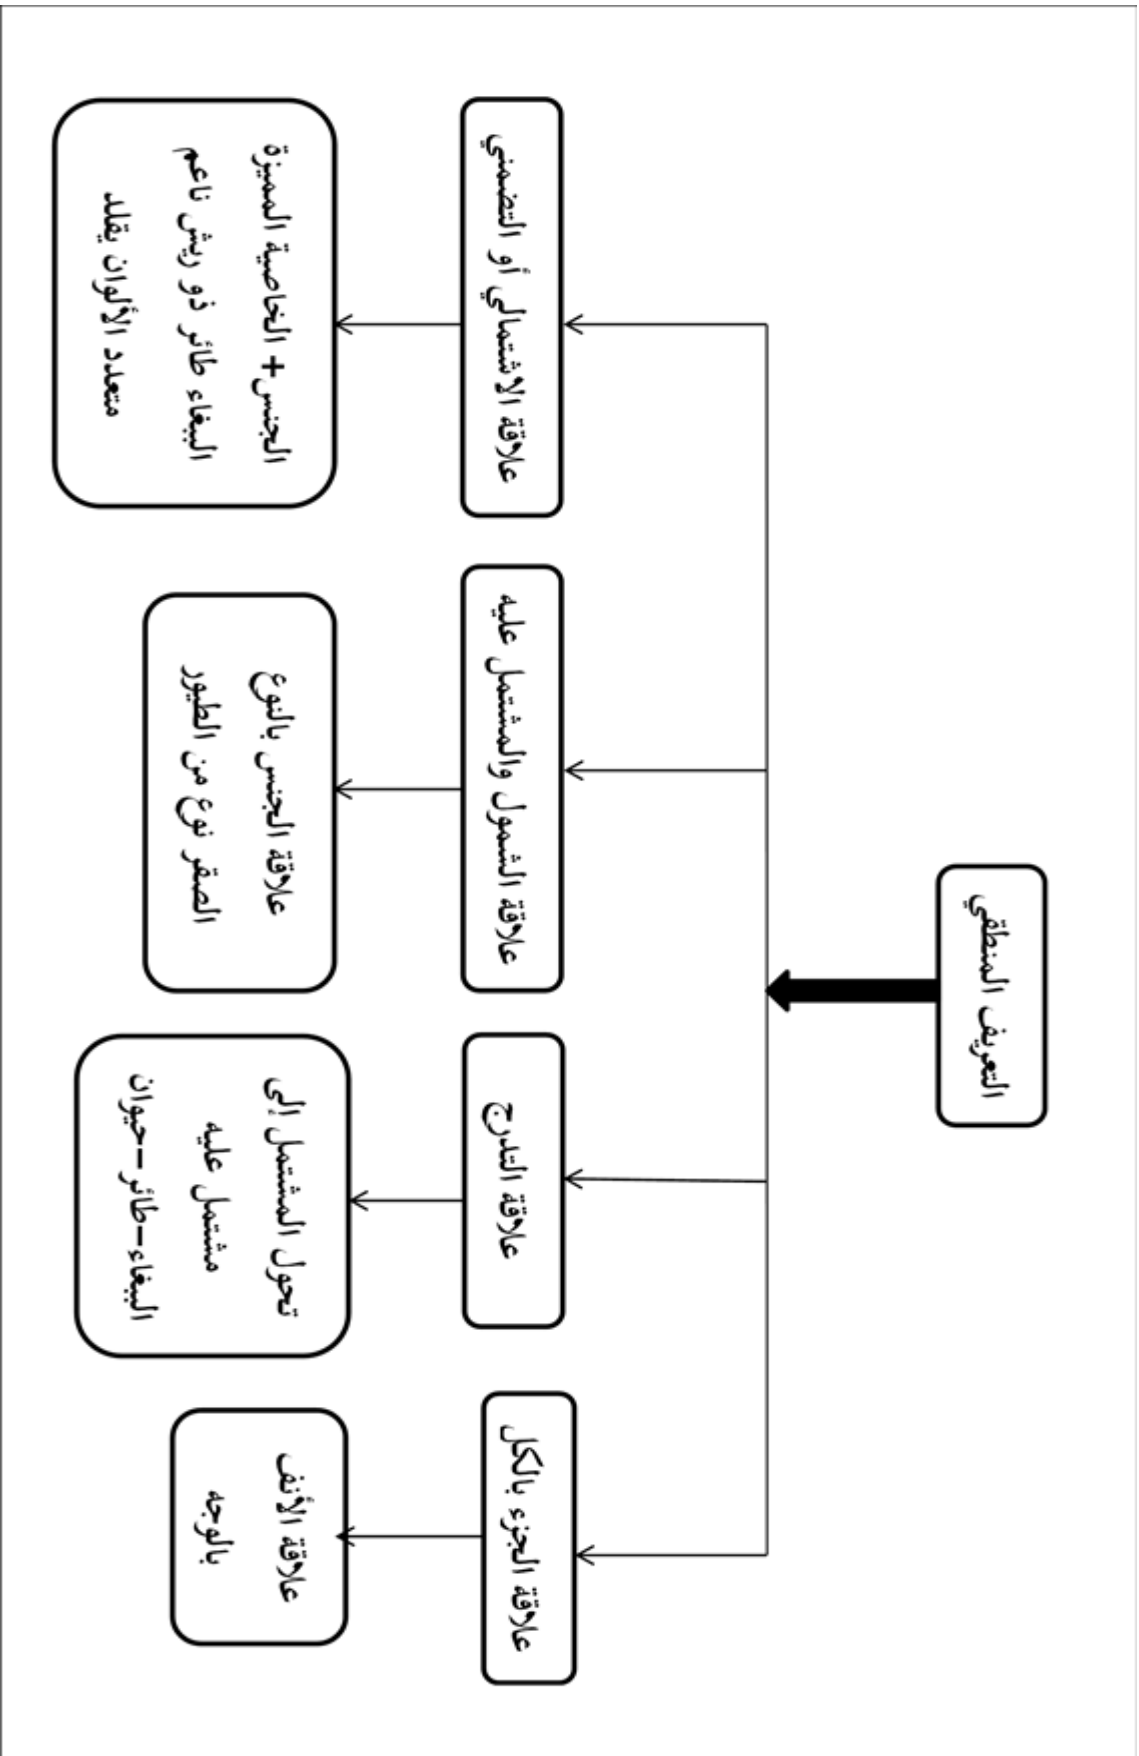 التعريف المنطقي
علاقة الاشتمالي أو التضمني
علاقة الشمول والمشتمل عليه
علاقة التدرج
علاقة الجزء بالكل
الجنس+ الخاصية المميزة
الببغاء طائر ذو ريش ناعم
متعدد الألوان يقلد
علاقة الجنس بالنوع
الصقر نوع من الطيور
تحول المشتمل إلى
مشتمل عليه
الببغاء–طائر–حيوان
علاقة الأنف
بالوجه